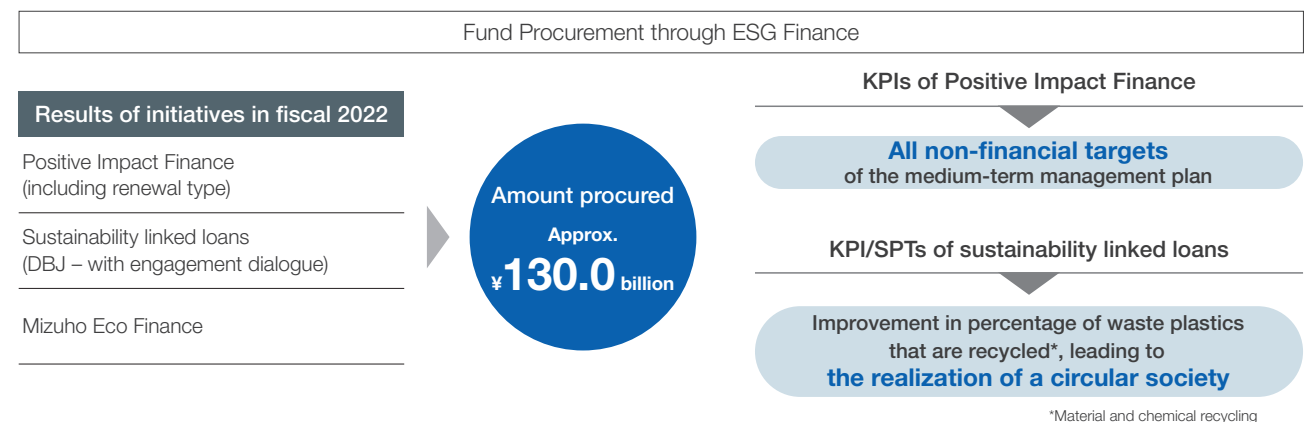 Fund Procurement through ESG Finance
Results of initiatives in fiscal 2022
Positive Impact Finance
(including renewal type)
Sustainability linked loans
(DBJ – with engagement dialogue)
Mizuho Eco Finance
Amount procured
Approx.
¥130.0 billion
KPIs of Positive Impact Finance
All non-financial targets
of the medium-term management plan
KPI/SPTs of sustainability linked loans
Improvement in percentage of waste plastics
that are recycled*, leading to
the realization of a circular society
*Material and chemical recycling